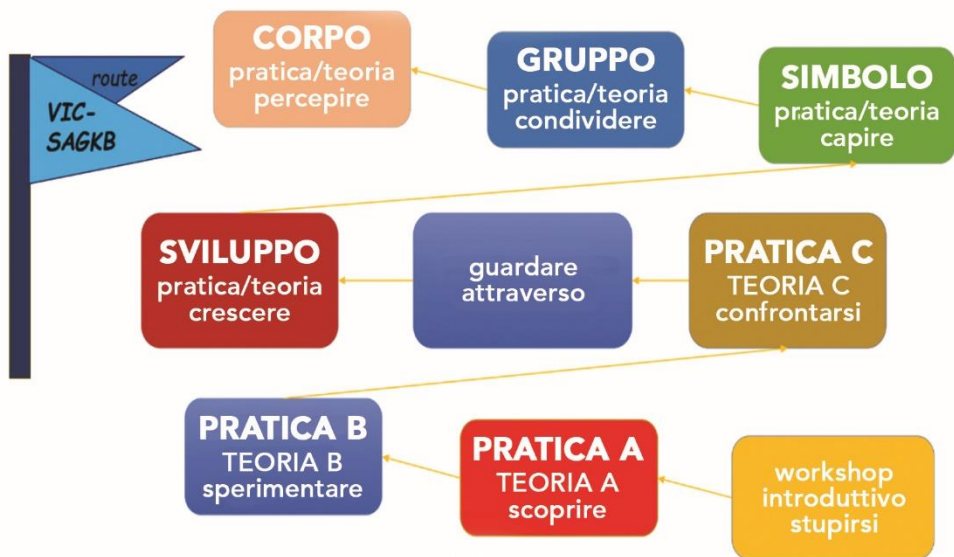 route
VIC-
SAGKB
CORPO
pratica/teoria
percepire
GRUPPO
pratica/teoria
condividere
SIMBOLO
pratica/teoria
capire
SVILUPPO
pratica/teoria
crescere
guardare
attraverso
PRATICA C
TEORIA C
confrontarsi
PRATICA B
TEORIA B
sperimentare
PRATICA A
TEORIA A
scoprire
workshop
introduttivo
stupirsi